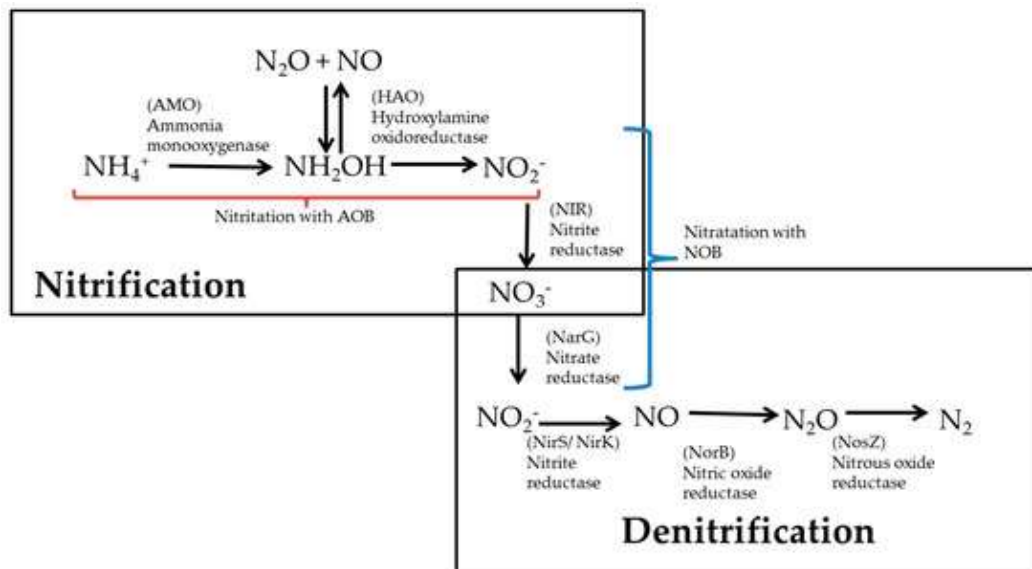 N₂O + NO
(AMO)
Ammonia
monooxygenase
(HAO)
Hydroxylamine
oxidoreductase
NH₄⁺
NH₂OH
NO₂⁻
Nitritation with AOB
(NIR)
Nitrite
reductase
Nitratation with
NOB
Nitrification
NO₃⁻
(NarG)
Nitrate
reductase
NO₂⁻
NO
N₂O
N₂
(NirS/ NirK)
Nitrite
reductase
(NorB)
Nitric oxide
reductase
(NosZ)
Nitrous oxide
reductase
Denitrification